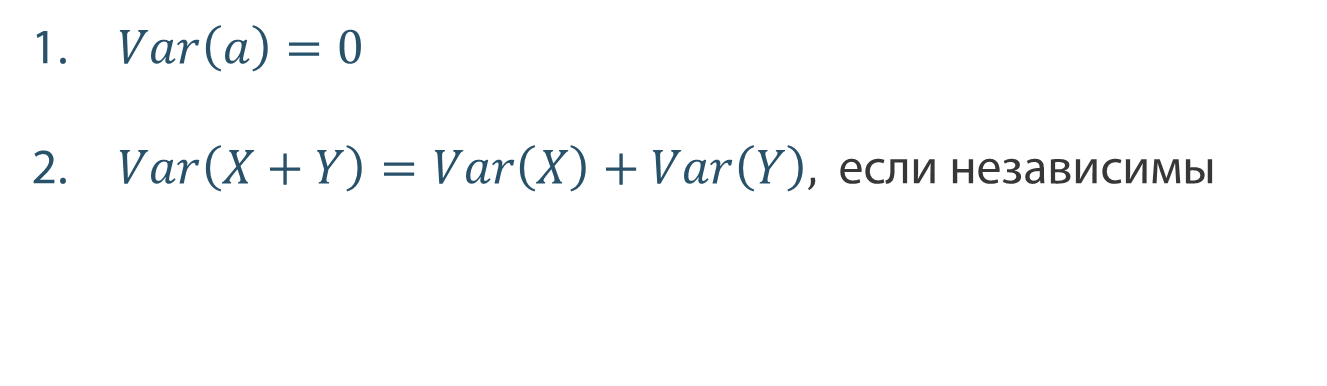 1. Var(a) = 0
2. Var(X + Y) = Var(X) + Var(Y), если независимы